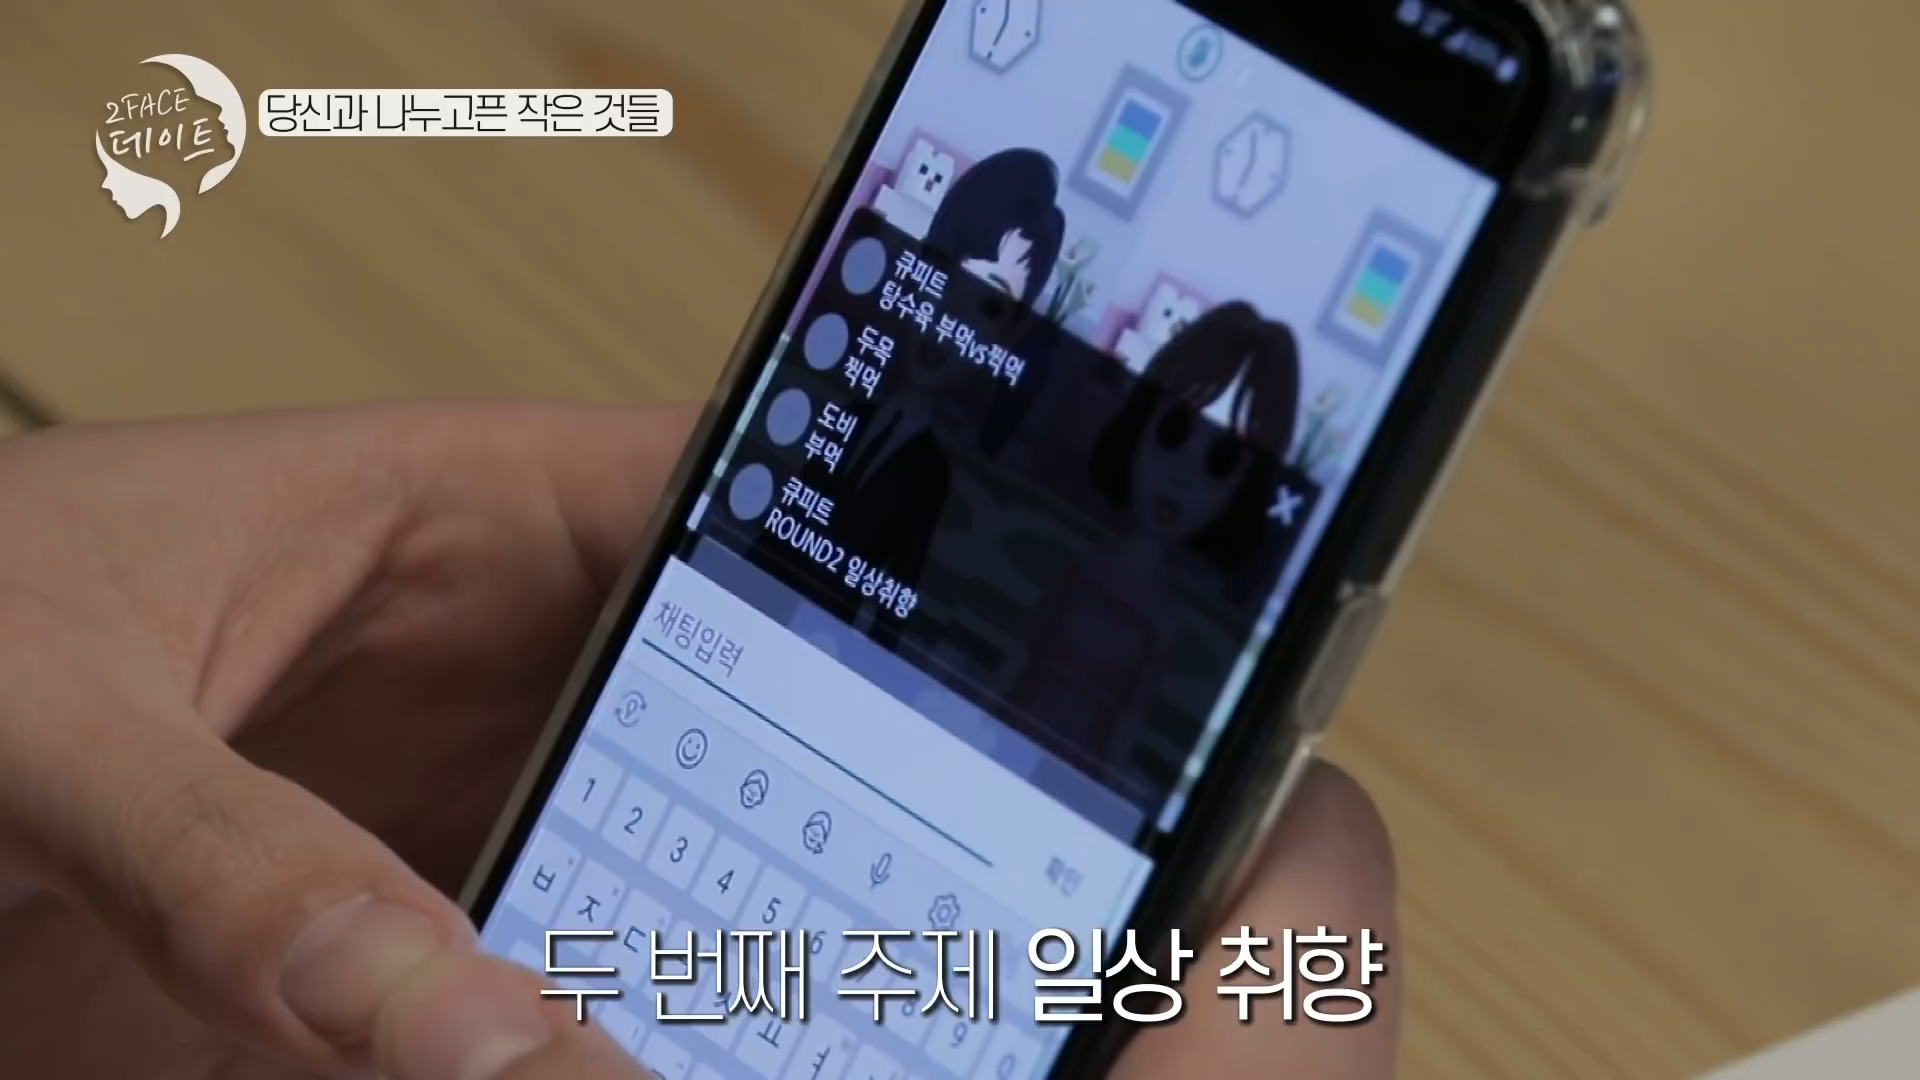 2FACE
데이트
당신과 나누고픈 작은 것들
큐피트
탕수육 부먹vs찍먹
두목
찍먹
도비
부먹
큐피트
ROUND2 일상취향
X
채팅입력
확인
1 2 3 4 5 6 9 0
ㅂ ㅈ ㄷ
ㅛ ㅕ
두 번째 주제 일상 취향